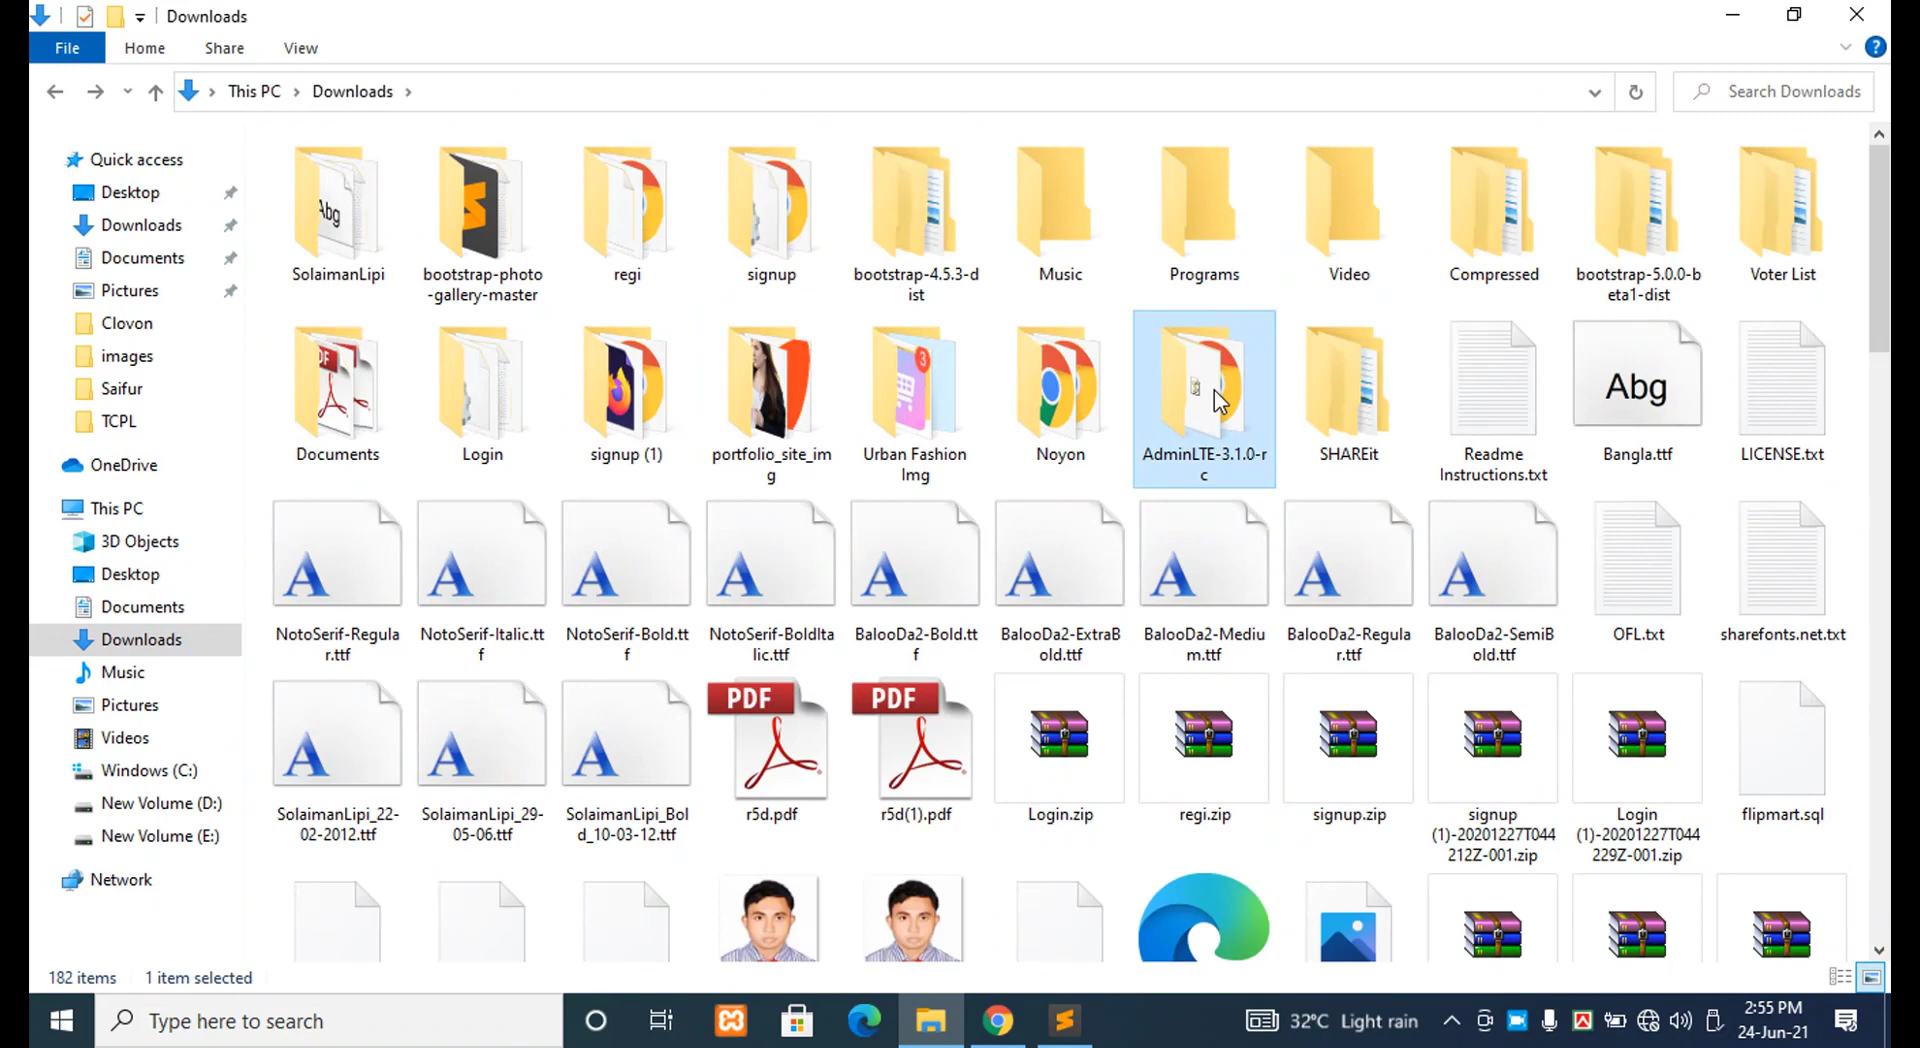 Downloads
File Home Share View
This PC > Downloads >
Search Downloads
Quick access
Desktop
Downloads
Documents
Pictures
Clovon
images
Saifur
TCPL
OneDrive
This PC
3D Objects
Desktop
Documents
Downloads
Music
Pictures
Videos
Windows (C:)
New Volume (D:)
New Volume (E:)
Network
Abg
SolaimanLipi
bootstrap-photo
-gallery-master
regi
signup
bootstrap-4.5.3-d
ist
Music
Programs
Video
Compressed
bootstrap-5.0.0-b
eta1-dist
Voter List
PDF
Documents
Login
signup (1)
portfolio_site_im
g
3
Urban Fashion
Img
Noyon
AdminLTE-3.1.0-r
c
SHAREit
Readme
Instructions.txt
Abg
Bangla.ttf
LICENSE.txt
NotoSerif-Regula
r.ttf
NotoSerif-Italic.tt
f
NotoSerif-Bold.tt
f
NotoSerif-BoldIta
lic.ttf
BalooDa2-Bold.tt
f
BalooDa2-ExtraB
old.ttf
BalooDa2-Mediu
m.ttf
BalooDa2-Regula
r.ttf
BalooDa2-SemiB
old.ttf
OFL.txt
sharefonts.net.txt
SolaimanLipi_22-
02-2012.ttf
SolaimanLipi_29-
05-06.ttf
SolaimanLipi_Bol
d_10-03-12.ttf
PDF
r5d.pdf
PDF
r5d(1).pdf
Login.zip
regi.zip
signup.zip
signup
(1)-20201227T044
212Z-001.zip
Login
(1)-20201227T044
229Z-001.zip
flipmart.sql
182 items 1 item selected
Type here to search
32°C Light rain
2:55 PM
24-Jun-21